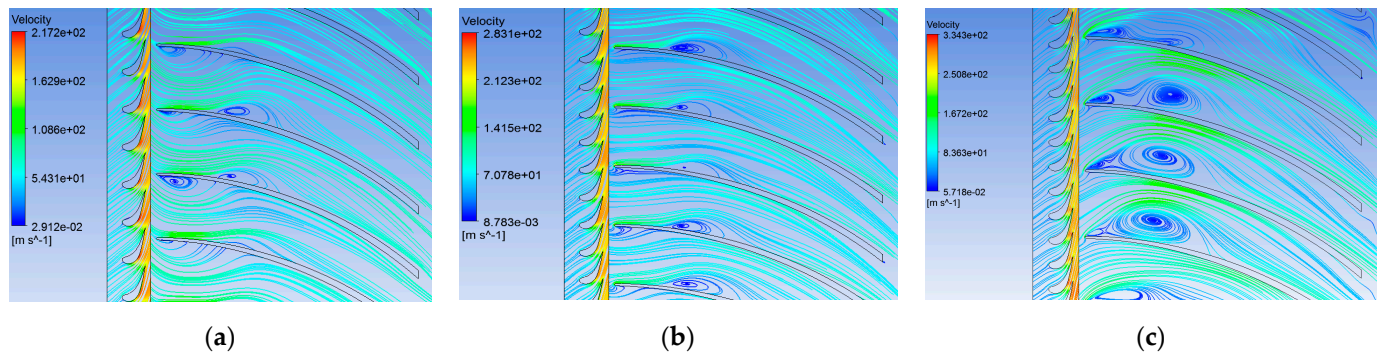 Velocity
2.172e+02
1.629e+02
1.086e+02
5.431e+01
2.912e-02
[m s^-1]
Velocity
2.831e+02
2.123e+02
1.415e+02
7.078e+01
8.783e-03
[m s^-1]
Velocity
3.343e+02
2.508e+02
1.672e+02
8.363e+01
5.718e-02
[m s^-1]
(a)
(b)
(c)